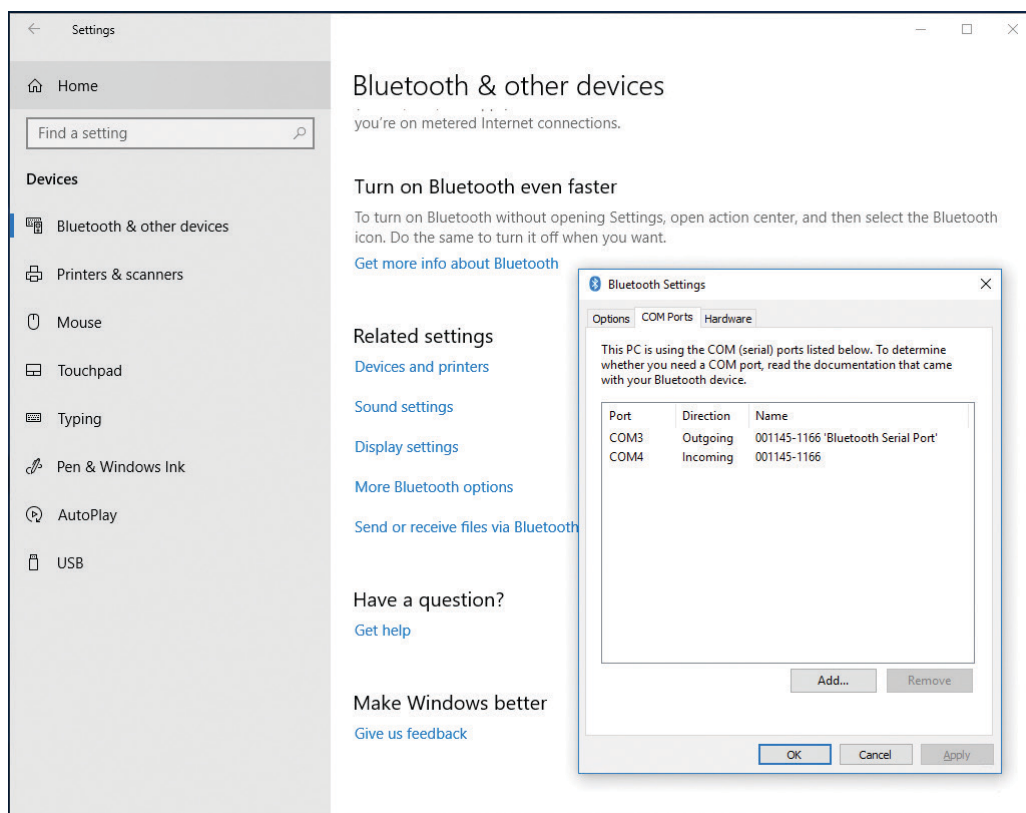 Settings
Home
Find a setting
Devices
Bluetooth & other devices
Printers & scanners
Mouse
Touchpad
Typing
Pen & Windows Ink
AutoPlay
USB
Bluetooth & other devices
you're on metered Internet connections.
Turn on Bluetooth even faster
To turn on Bluetooth without opening Settings, open action center, and then select the Bluetooth
icon. Do the same to turn it off when you want.
Get more info about Bluetooth
Related settings
Devices and printers
Sound settings
Display settings
More Bluetooth options
Send or receive files via Bluetooth
Have a question?
Get help
Make Windows better
Give us feedback
Bluetooth Settings
Options COM Ports Hardware
This PC is using the COM (serial) ports listed below. To determine
whether you need a COM port, read the documentation that came
with your Bluetooth device.
Port Direction Name
COM3 Outgoing 001145-1166 'Bluetooth Serial Port'
COM4 Incoming 001145-1166
Add... Remove
OK Cancel Apply